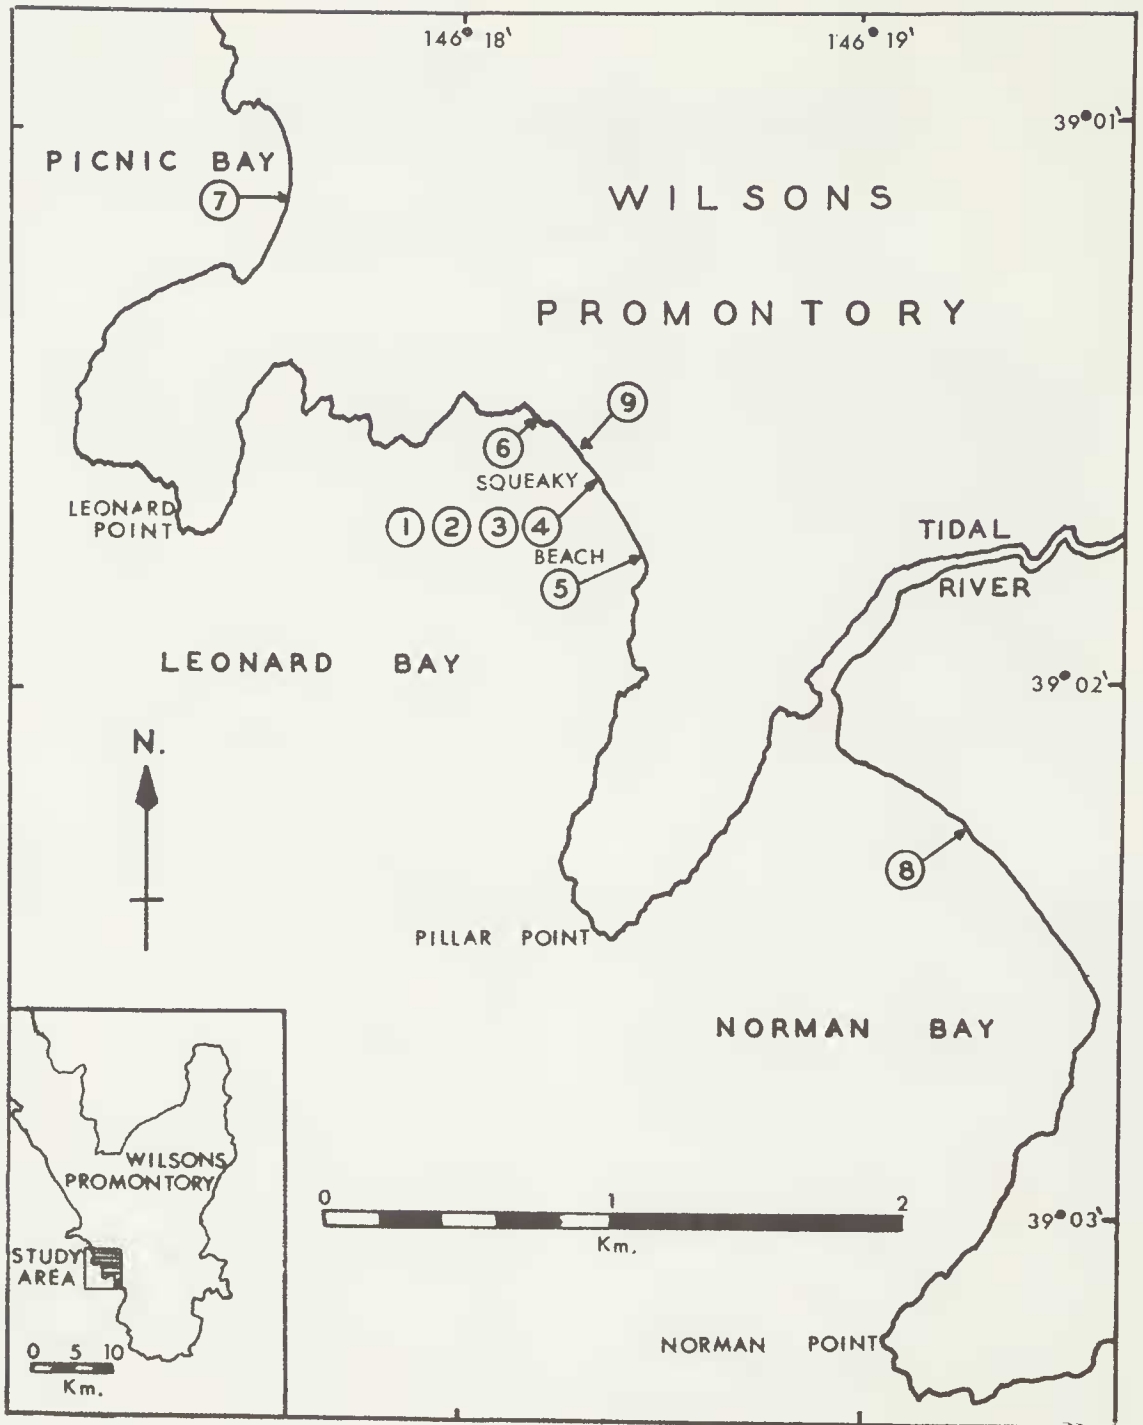 146° 18'
146° 19'
39° 01'
PICNIC BAY
7
WILSONS
PROMONTORY
9
6
SQUEAKY
LEONARD
POINT
1 2 3 4
BEACH
5
TIDAL
RIVER
LEONARD BAY
39° 02'
N.
8
PILLAR POINT
NORMAN BAY
WILSONS
PROMONTORY
STUDY
AREA
0 5 10
Km.
0 1 2
Km.
39° 03'
NORMAN POINT